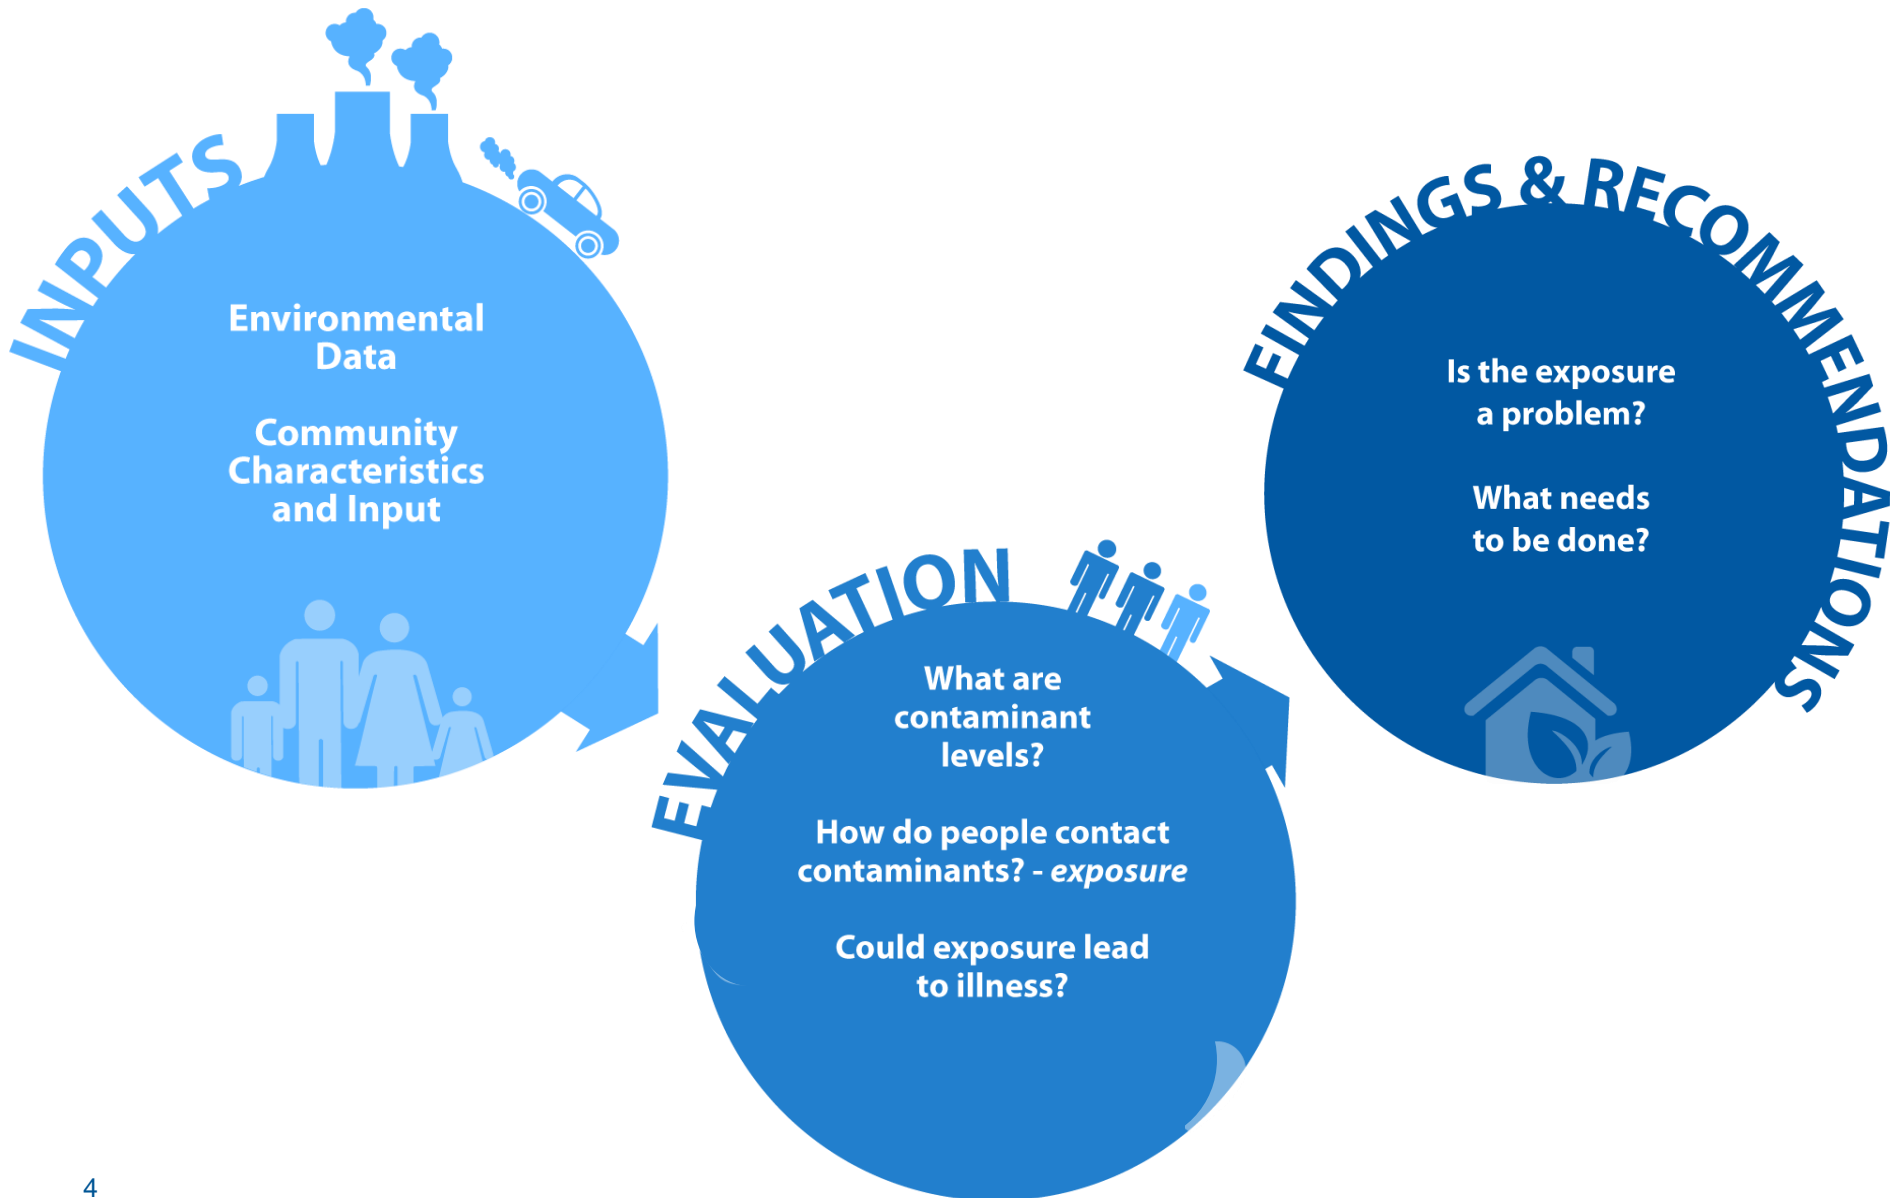 INPUTS
Environmental
Data
Community
Characteristics
and Input
EVALUATION
What are
contaminant
levels?
How do people contact
contaminants? - exposure
Could exposure lead
to illness?
FINDINGS & RECOMMENDATIONS
Is the exposure
a problem?
What needs
to be done?
4